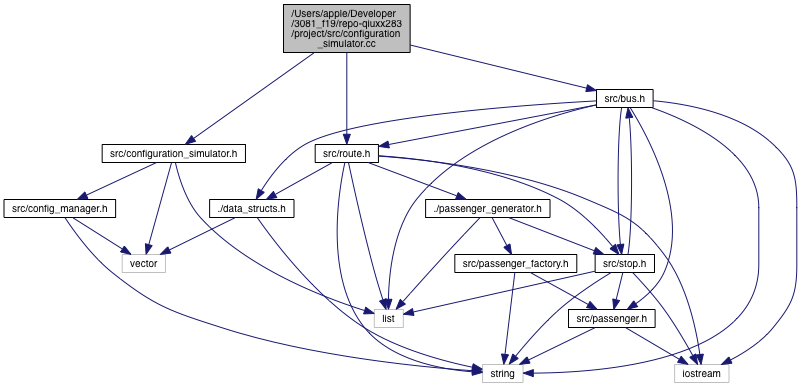 /Users/apple/Developer
/3081_f19/repo-qiuxx283
/project/src/configuration
_simulator.cc
src/bus.h
src/configuration_simulator.h
src/route.h
src/config_manager.h
./data_structs.h
./passenger_generator.h
vector
src/passenger_factory.h
src/stop.h
list
src/passenger.h
string
iostream